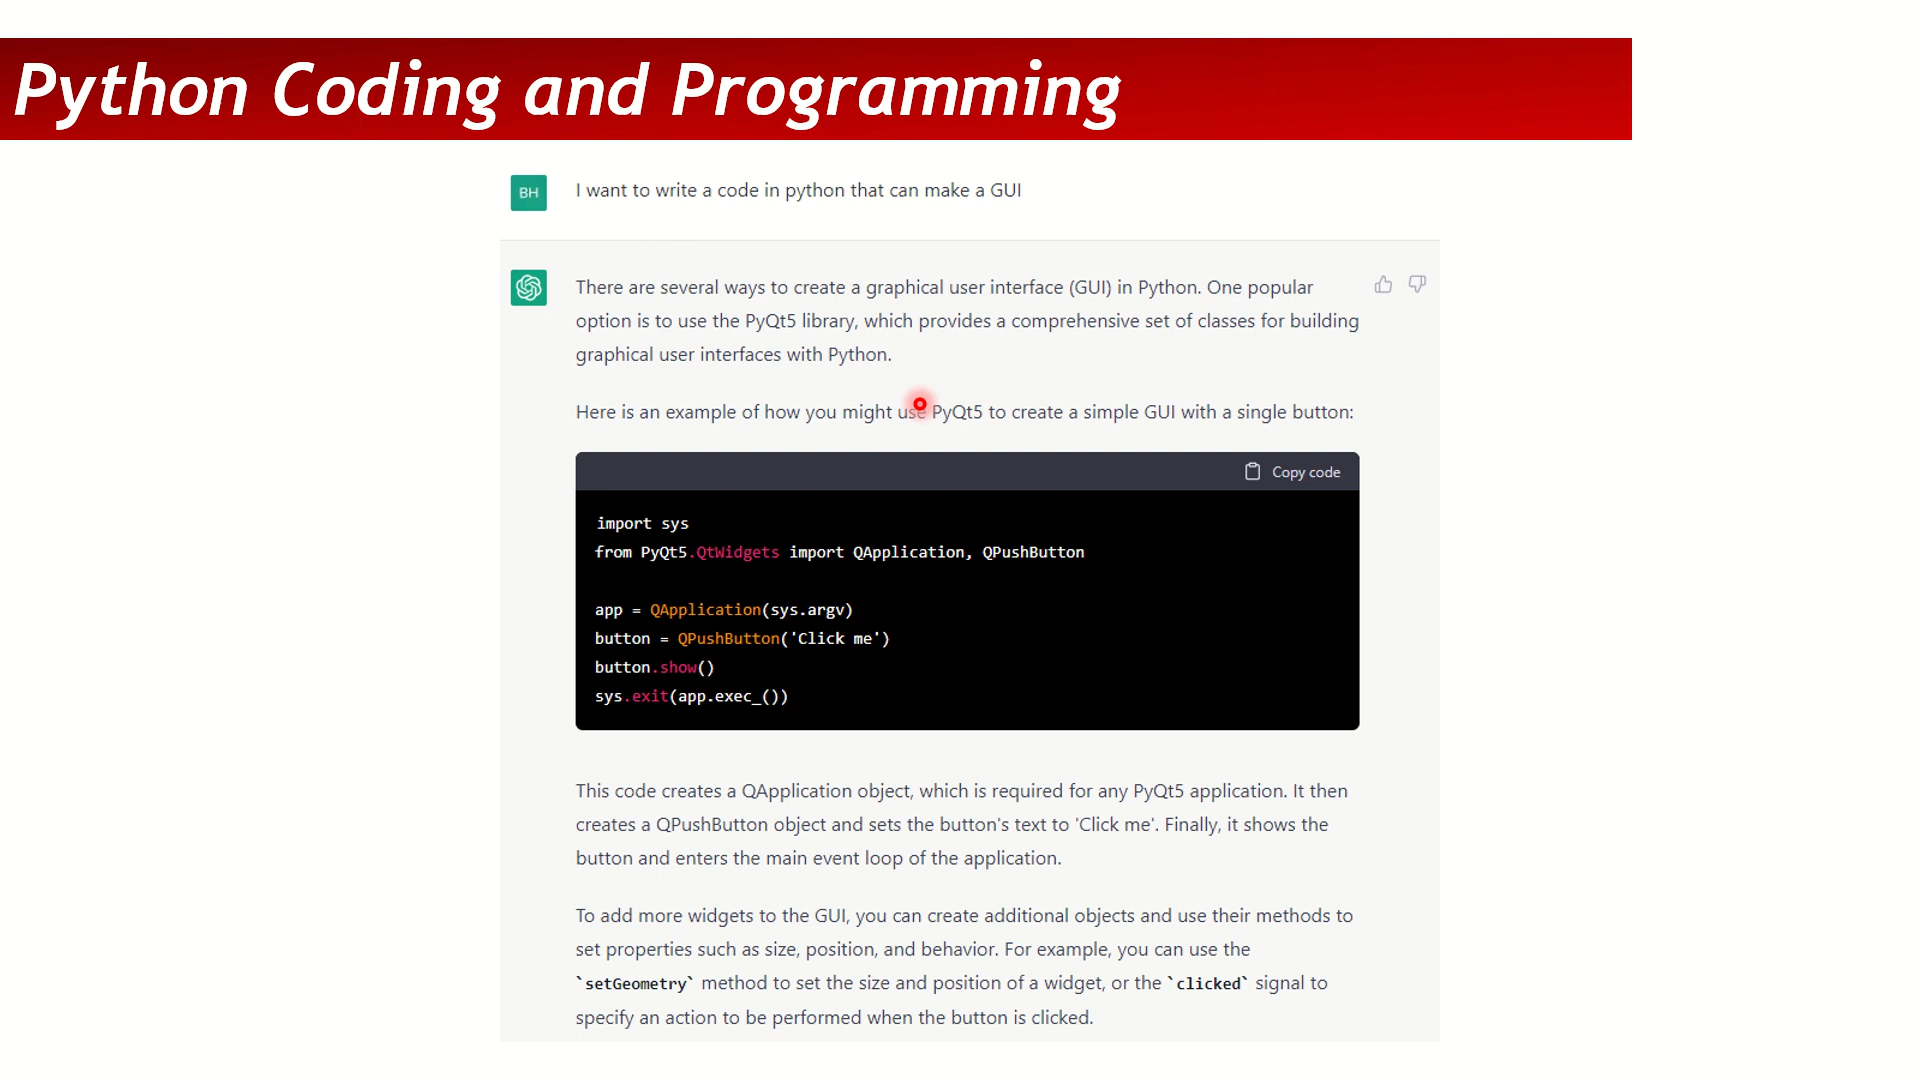 Python Coding and Programming
BH
I want to write a code in python that can make a GUI
There are several ways to create a graphical user interface (GUI) in Python. One popular
option is to use the PyQt5 library, which provides a comprehensive set of classes for building
graphical user interfaces with Python.
Here is an example of how you might use PyQt5 to create a simple GUI with a single button:
Copy code
import sys
from PyQt5.QtWidgets import QApplication, QPushButton
app = QApplication(sys.argv)
button = QPushButton('Click me')
button.show()
sys.exit(app.exec_())
This code creates a QApplication object, which is required for any PyQt5 application. It then
creates a QPushButton object and sets the button's text to 'Click me'. Finally, it shows the
button and enters the main event loop of the application.
To add more widgets to the GUI, you can create additional objects and use their methods to
set properties such as size, position, and behavior. For example, you can use the
`setGeometry` method to set the size and position of a widget, or the `clicked` signal to
specify an action to be performed when the button is clicked.